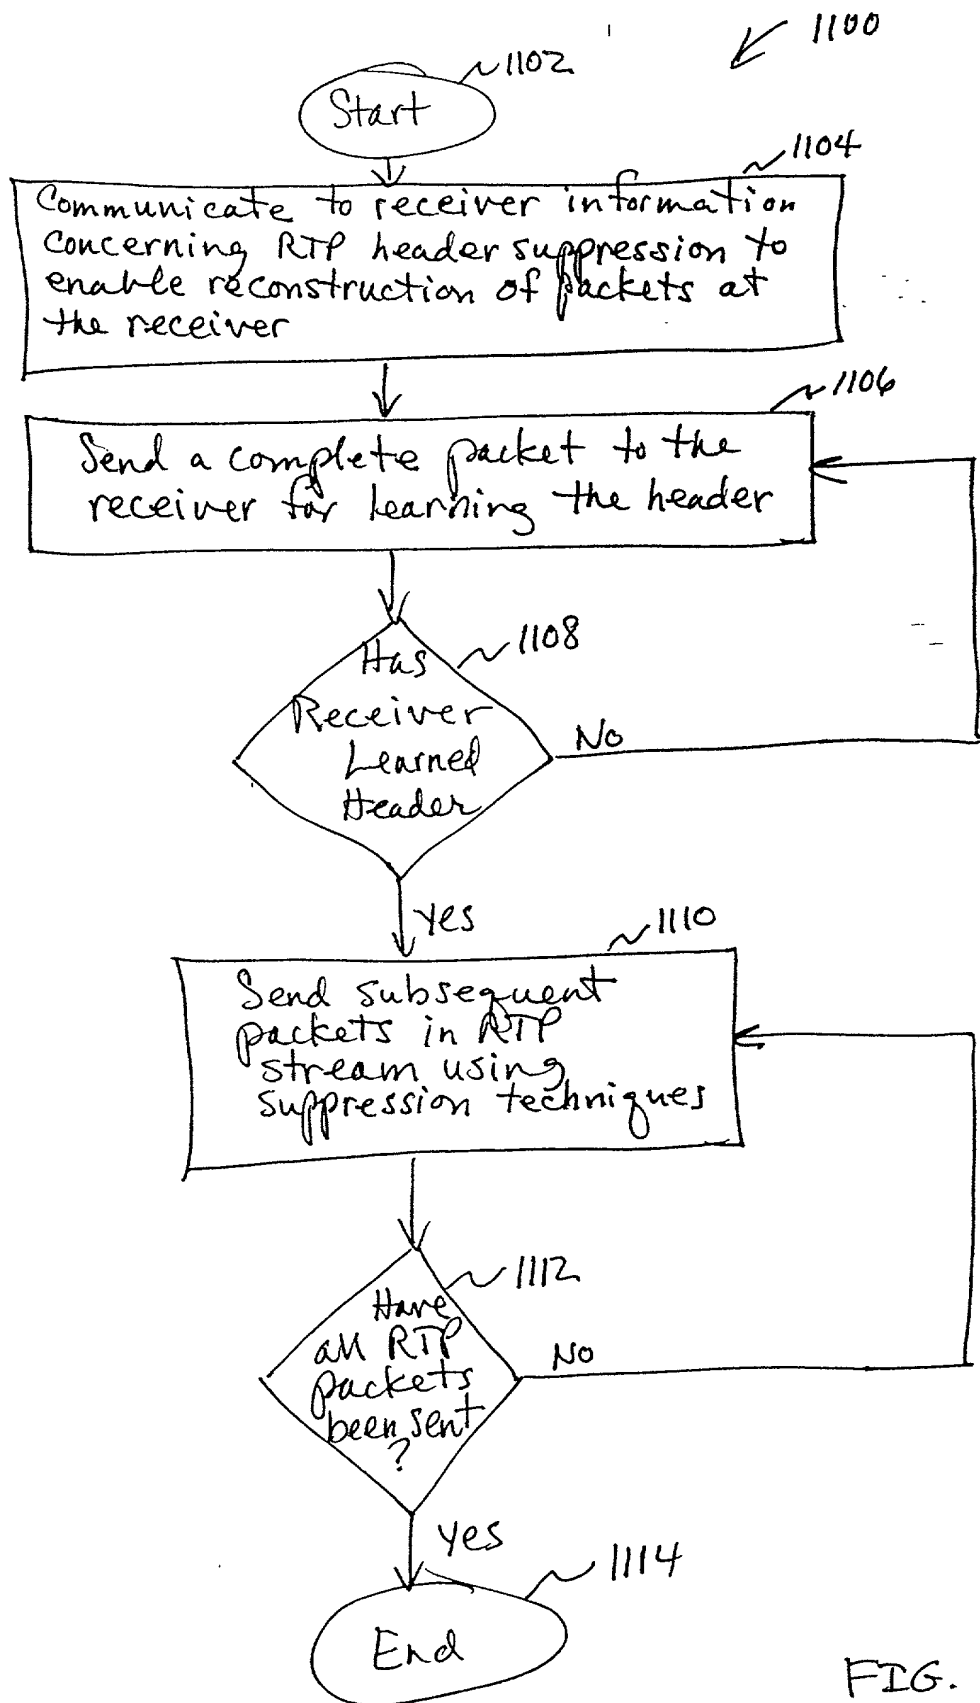 1100
1102
Start
1104
Communicate to receiver information
concerning RTP header suppression to
enable reconstruction of packets at
the receiver
1106
Send a complete packet to the
receiver for learning the header
1108
Has
Receiver
Learned
Header
No
Yes
1110
Send subsequent
packets in RTP
stream using
suppression techniques
1112
Have
all RTP
packets
been sent
?
No
Yes
1114
End
FIG.